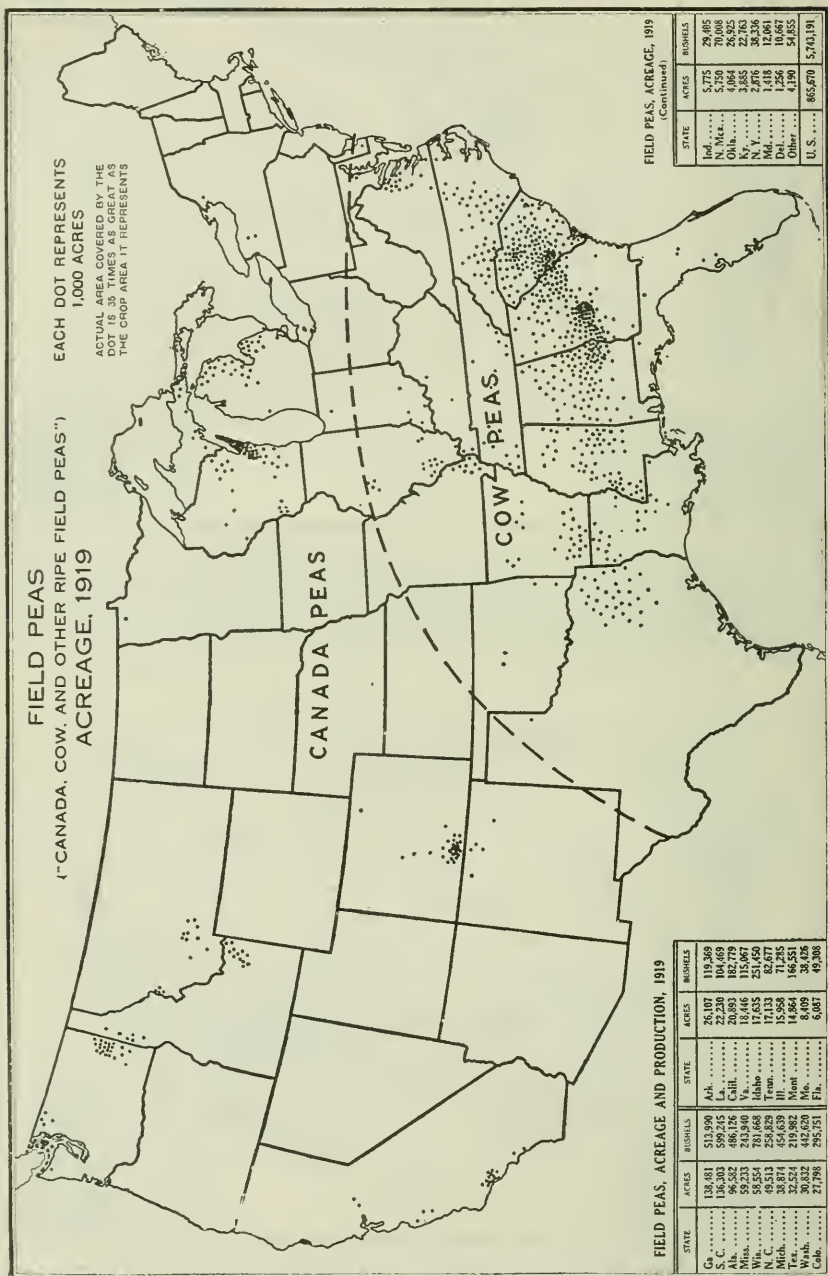 FIELD PEAS
("CANADA, COW, AND OTHER RIPE FIELD PEAS")
ACREAGE, 1919
EACH DOT REPRESENTS
1,000 ACRES
ACTUAL AREA COVERED BY THE
DOT IS 35 TIMES AS GREAT AS
THE CROP AREA IT REPRESENTS
CANADA PEAS
COW PEAS.
FIELD PEAS, ACREAGE AND PRODUCTION, 1919
STATE ACRES BUSHELS STATE ACRES BUSHELS
Ga...... 138,481 513,990 Ark...... 26,107 119,369
S. C...... 136,303 599,245 La...... 22,230 104,469
Ala...... 96,582 486,126 Calif...... 20,893 182,779
Miss...... 59,233 243,940 Va...... 18,446 115,067
Wis...... 58,554 781,668 Idaho...... 17,635 251,450
N. C...... 49,513 258,829 Tenn...... 17,133 82,677
Mich...... 38,874 454,639 Ill...... 15,958 71,285
Tex...... 32,524 219,982 Mont...... 14,864 166,551
Wash...... 30,832 442,620 Mo...... 8,409 38,426
Colo...... 27,798 295,751 Fla...... 6,087 49,308
FIELD PEAS, ACREAGE, 1919
(Continued)
STATE ACRES BUSHELS
Ind...... 5,775 29,405
N. Mex... 5,750 70,008
Okla...... 4,064 26,925
Ky...... 3,885 22,763
N. Y...... 2,876 38,336
Md...... 1,418 12,061
Del...... 1,256 10,667
Other .... 4,190 54,855
U. S. .... 865,670 5,743,191